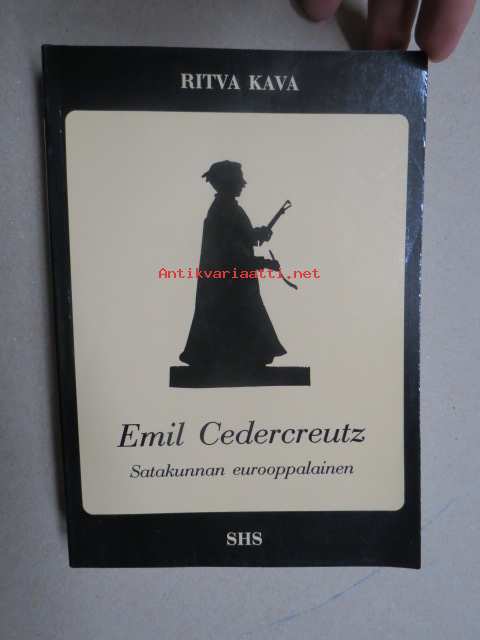 RITVA KAVA
Antikvariaatti.net
Emil Cedercreutz
Satakunnan eurooppalainen
SHS